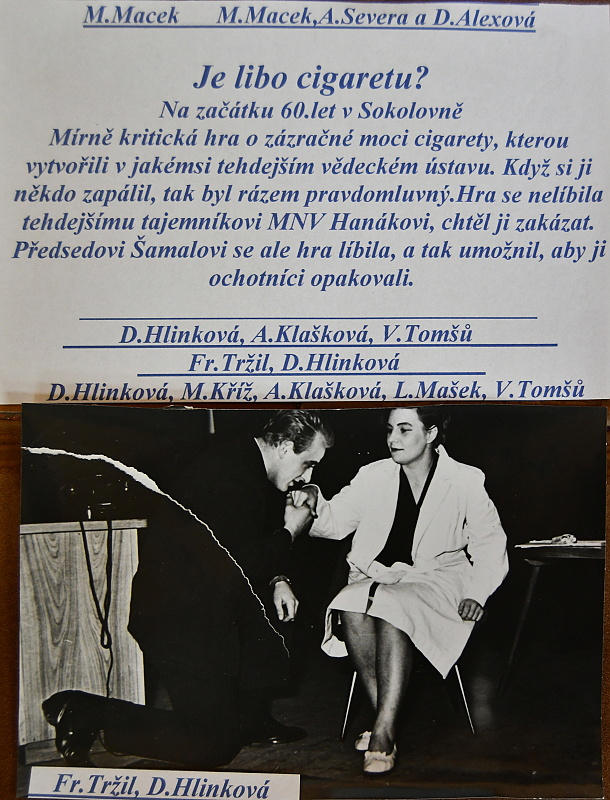 M.Macek M.Macek,A.Severa a D.Alexová
Je libo cigaretu?
Na začátku 60.let v Sokolovně
Mírně kritická hra o zázračné moci cigarety, kterou
vytvořili v jakémsi tehdejším vědeckém ústavu. Když si ji
někdo zapálil, tak byl rázem pravdomluvný.Hra se nelíbila
tehdejšímu tajemníkovi MNV Hanákovi, chtěl ji zakázat.
Předsedovi Šamalovi se ale hra líbila, a tak umožnil, aby ji
ochotníci opakovali.
D.Hlinková, A.Klašková, V.Tomšů
Fr.Tržil, D.Hlinková
D.Hlinková, M.Kříž, A.Klašková, L.Mašek, V.Tomšů
Fr.Tržil, D.Hlinková